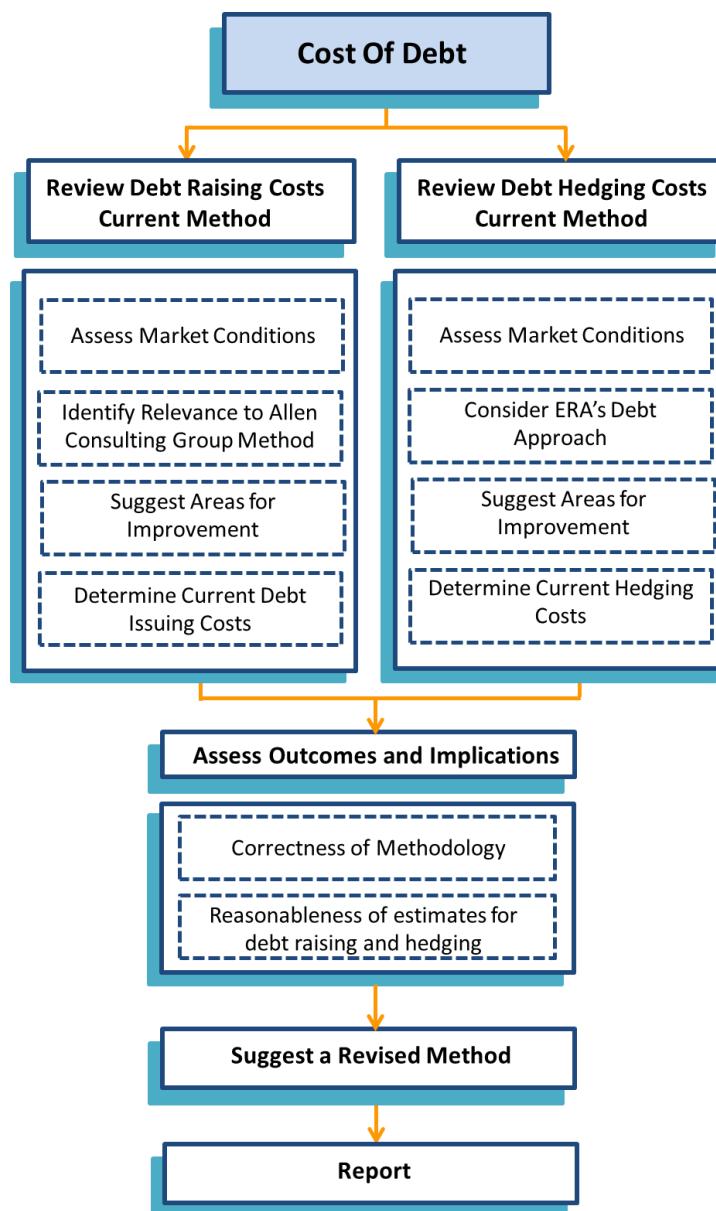 Cost Of Debt
Review Debt Raising Costs
Current Method
Assess Market Conditions
Identify Relevance to Allen
Consulting Group Method
Suggest Areas for
Improvement
Determine Current Debt
Issuing Costs
Review Debt Hedging Costs
Current Method
Assess Market Conditions
Consider ERA’s Debt
Approach
Suggest Areas for
Improvement
Determine Current Hedging
Costs
Assess Outcomes and Implications
Correctness of Methodology
Reasonableness of estimates for
debt raising and hedging
Suggest a Revised Method
Report